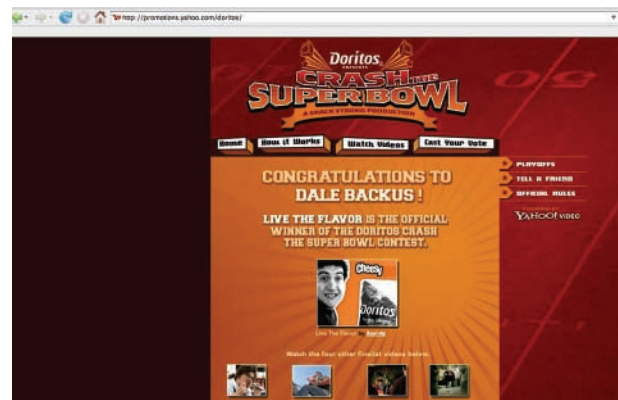 http://promotions.yahoo.com/doritos/
Doritos
PRESENTS
CRASH THE
SUPER BOWL
A SNACK STRONG PRODUCTION
Home
How it Works
Watch Videos
Cast Your Vote
PLAYOFFS
TELL A FRIEND
OFFICIAL RULES
YAHOO! VIDEO
CONGRATULATIONS TO
DALE BACKUS !
LIVE THE FLAVOR IS THE OFFICIAL
WINNER OF THE DORITOS CRASH
THE SUPER BOWL CONTEST.
Cheesy
Doritos
Live The Flavor
Watch the four other finalist videos below.
50